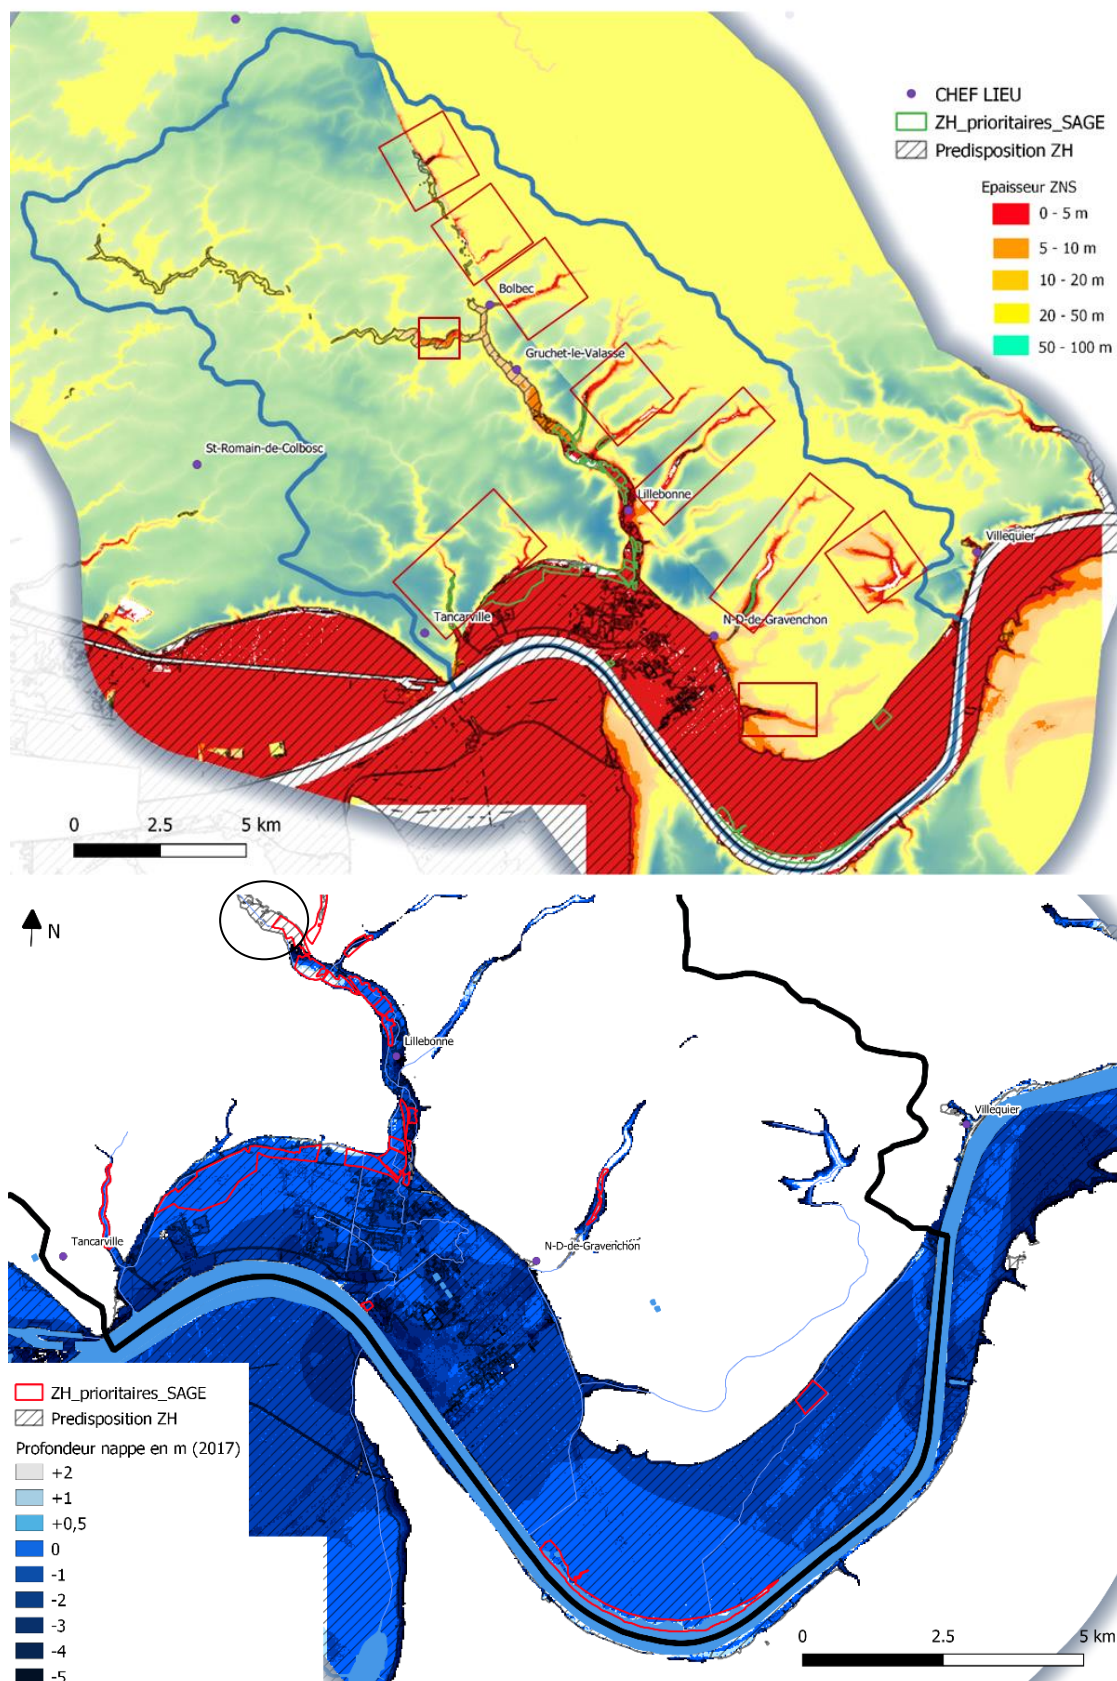 CHEF LIEU
ZH_prioritaires_SAGE
Predisposition ZH
Epaisseur ZNS
0 - 5 m
5 - 10 m
10 - 20 m
20 - 50 m
50 - 100 m
Bolbec
Gruchet-le-Valasse
St-Romain-de-Colbosc
Lillebonne
Villequier
Tancarville
N-D-de-Gravenchon
0 2.5 5 km
N
Lillebonne
Villequier
Tancarville
N-D-de-Gravenchon
ZH_prioritaires_SAGE
Predisposition ZH
Profondeur nappe en m (2017)
+2
+1
+0,5
0
-1
-2
-3
-4
-5
0 2.5 5 km